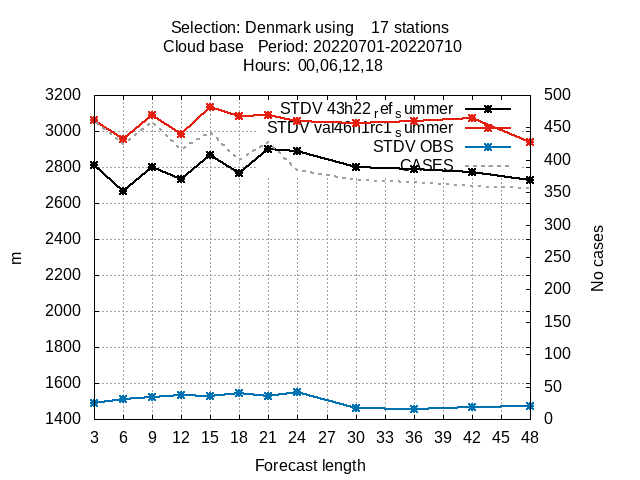 Selection: Denmark using    17 stations
Cloud base   Period: 20220701-20220710
Hours:  00,06,12,18
3200
3000
2800
2600
2400
2200
2000
1800
1600
1400
m
STDV 43h22_ref_summer
STDV val46h1rc1_summer
STDV OBS
CASES
500
450
400
350
300
250
200
150
100
50
0
No cases
3 6 9 12 15 18 21 24 27 30 33 36 39 42 45 48
Forecast length